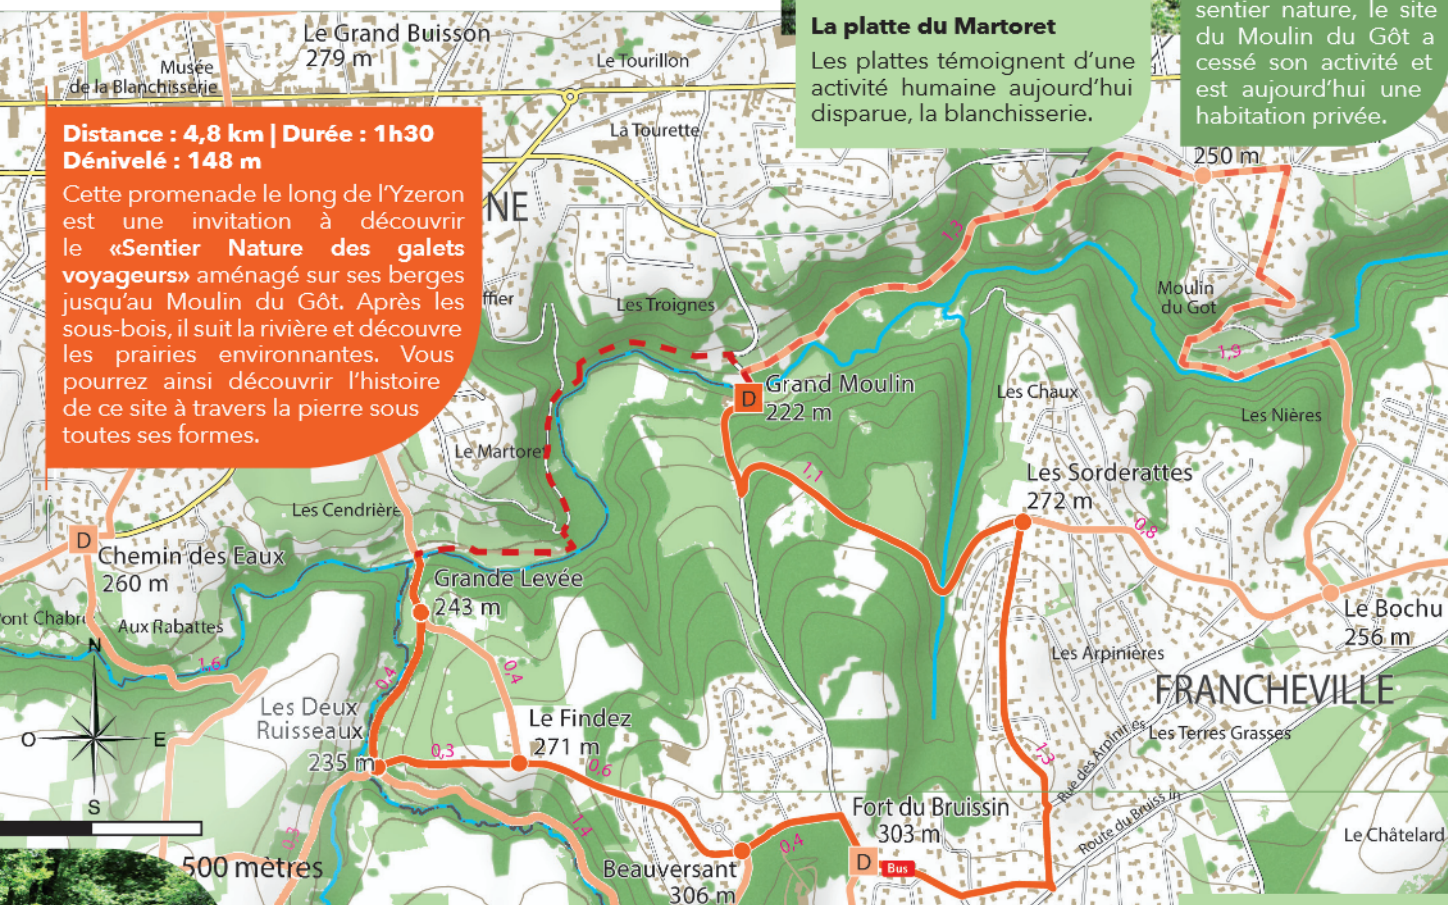 Le Grand Buisson
279 m
Musée
de la Blanchisserie
Le Tourillon
La Tourette
La platte du Martoret
Les plattes témoignent d'une
activité humaine aujourd'hui
disparue, la blanchisserie.
sentier nature, le site
du Moulin du Gôt a
cessé son activité et
est aujourd'hui une
habitation privée.
250 m
Distance : 4,8 km | Durée : 1h30
Dénivelé : 148 m
Cette promenade le long de l'Yzeron
est une invitation à découvrir
le «Sentier Nature des galets
voyageurs» aménagé sur ses berges
jusqu'au Moulin du Gôt. Après les
sous-bois, il suit la rivière et découvre
les prairies environnantes. Vous
pourrez ainsi découvrir l'histoire
de ce site à travers la pierre sous
toutes ses formes.
NE
ffier
Les Troignes
1,3
Moulin
du Got
1,9
D
Grand Moulin
222 m
Les Chaux
Les Nières
Le Martoret
1,1
Les Sorderattes
272 m
0,8
Les Cendrière
D
Chemin des Eaux
260 m
Grande Levée
243 m
Le Bochu
256 m
ont Chabr
Aux Rabattes
N
O
E
S
1,6
0,4
0,4
Les Arpinières
FRANCHEVILLE
Les Terres Grasses
Rue des Arpinières
Route du Bruissin
Les Deux
Ruisseaux
235 m
Le Findez
271 m
0,3
0,6
1,3
Fort du Bruissin
303 m
D
Bus
0,4
1,4
0,3
Beauversant
306 m
Le Châtelard
500 mètres